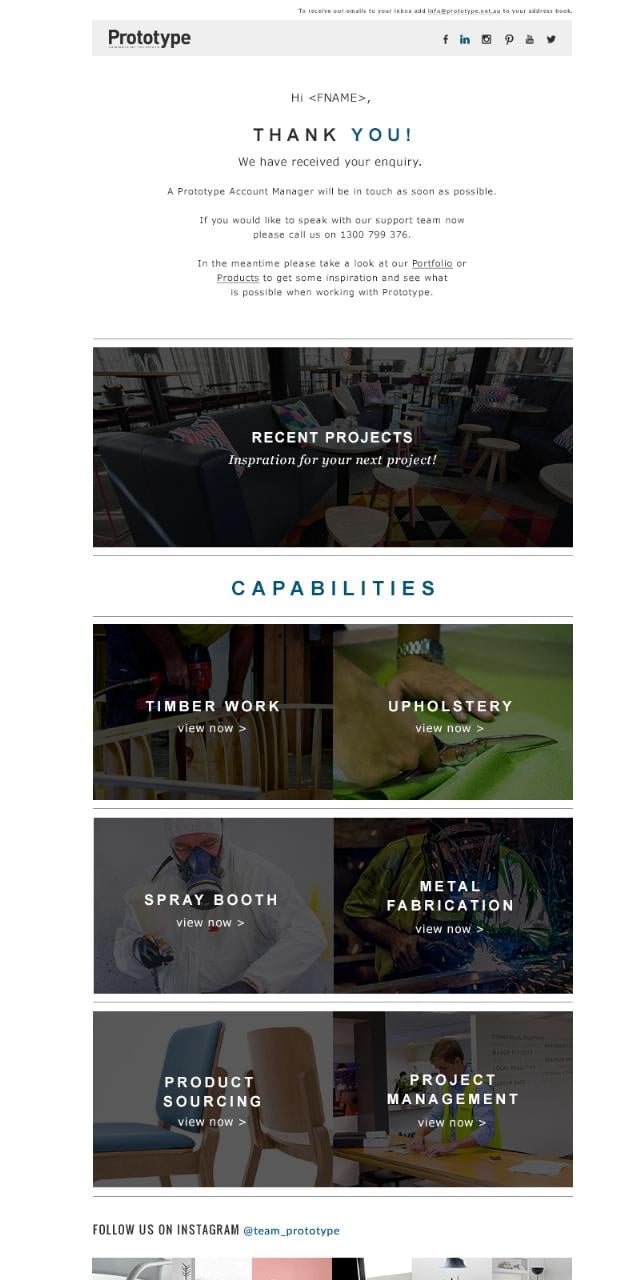 To receive our emails to your inbox add info@prototype.net.au to your address book.
Prototype
Hi <FNAME>,
THANK YOU!
We have received your enquiry.
A Prototype Account Manager will be in touch as soon as possible.
If you would like to speak with our support team now
please call us on 1300 799 376.
In the meantime please take a look at our Portfolio or
Products to get some inspiration and see what
is possible when working with Prototype.
RECENT PROJECTS
Inspration for your next project!
CAPABILITIES
TIMBER WORK
view now >
UPHOLSTERY
view now >
SPRAY BOOTH
view now >
METAL
FABRICATION
view now >
PRODUCT
SOURCING
view now >
PROJECT
MANAGEMENT
view now >
FOLLOW US ON INSTAGRAM @team_prototype